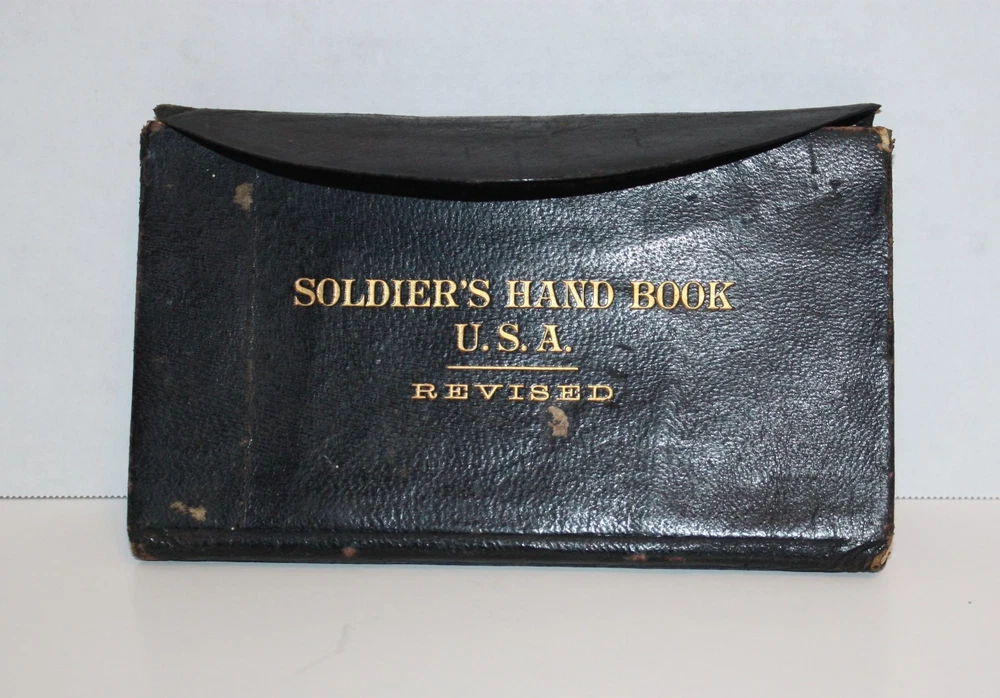 SOLDIER'S HAND BOOK
U.S.A.
REVISED